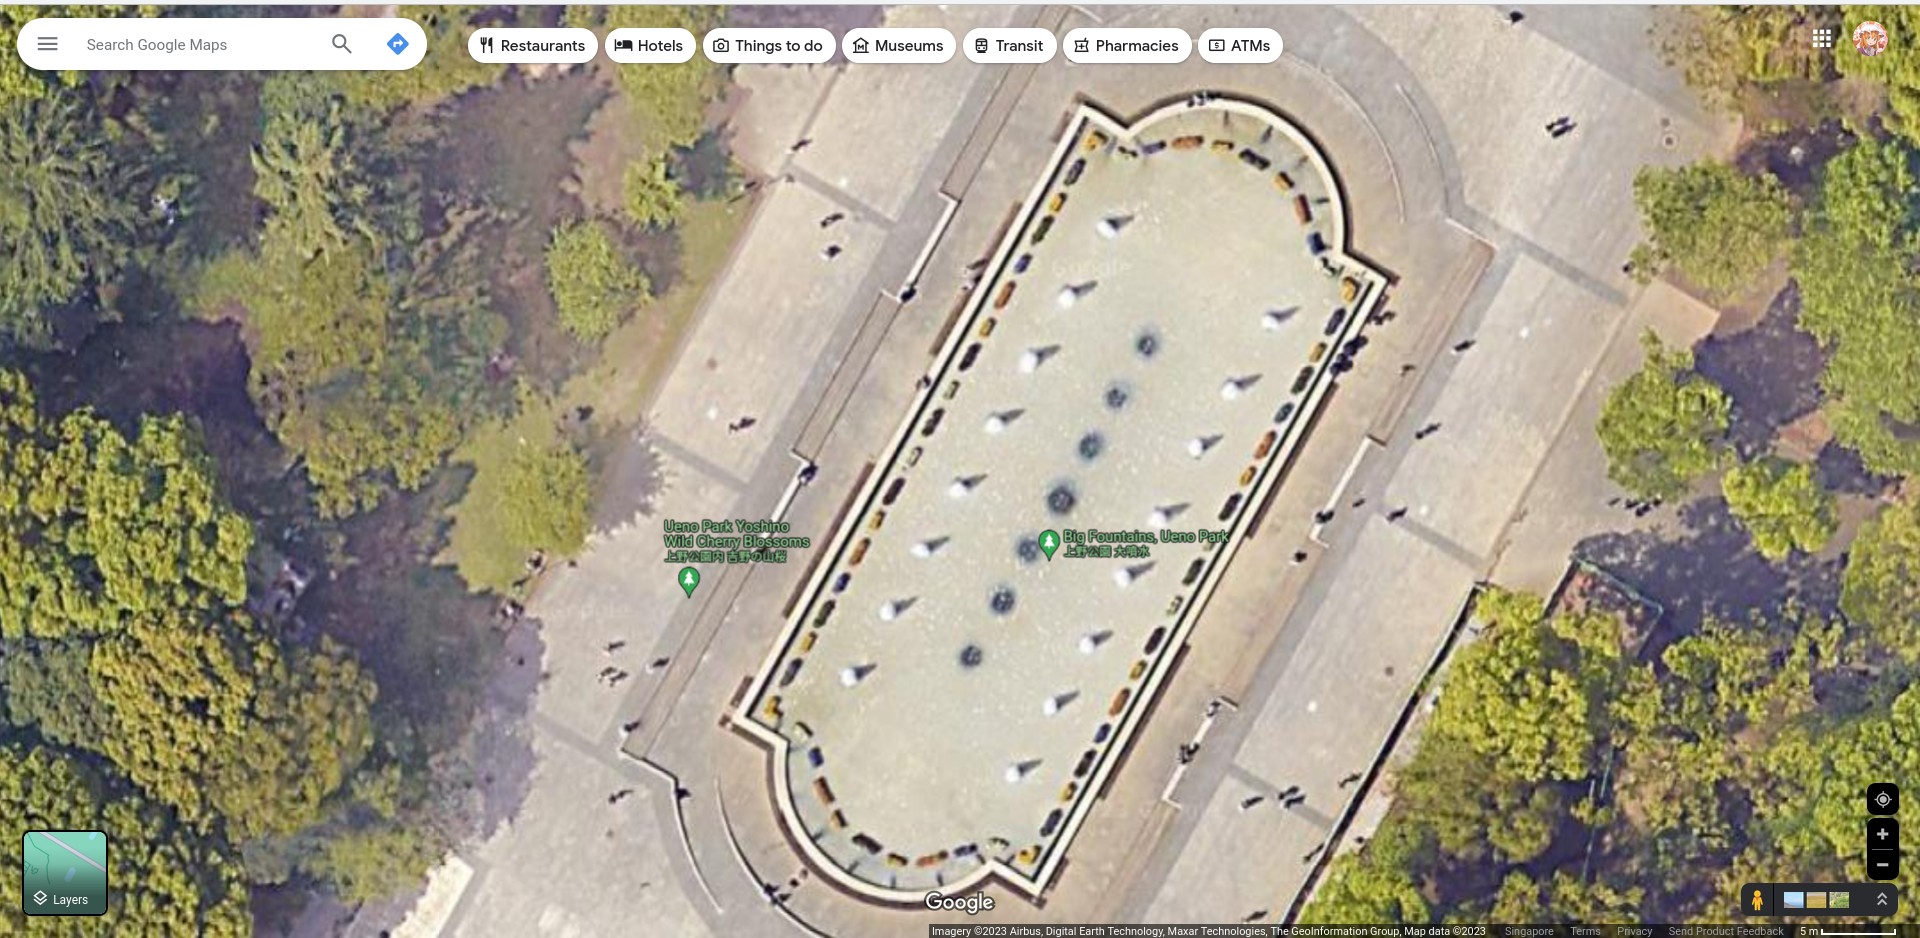 Search Google Maps
Restaurants
Hotels
Things to do
Museums
Transit
Pharmacies
ATMs
Ueno Park Yoshino
Wild Cherry Blossoms
上野公園内 吉野の山桜
Big Fountains, Ueno Park
上野公園 大噴水
Layers
Google
Imagery ©2023 Airbus, Digital Earth Technology, Maxar Technologies, The GeoInformation Group, Map data ©2023
Singapore
Terms
Privacy
Send Product Feedback
5 m